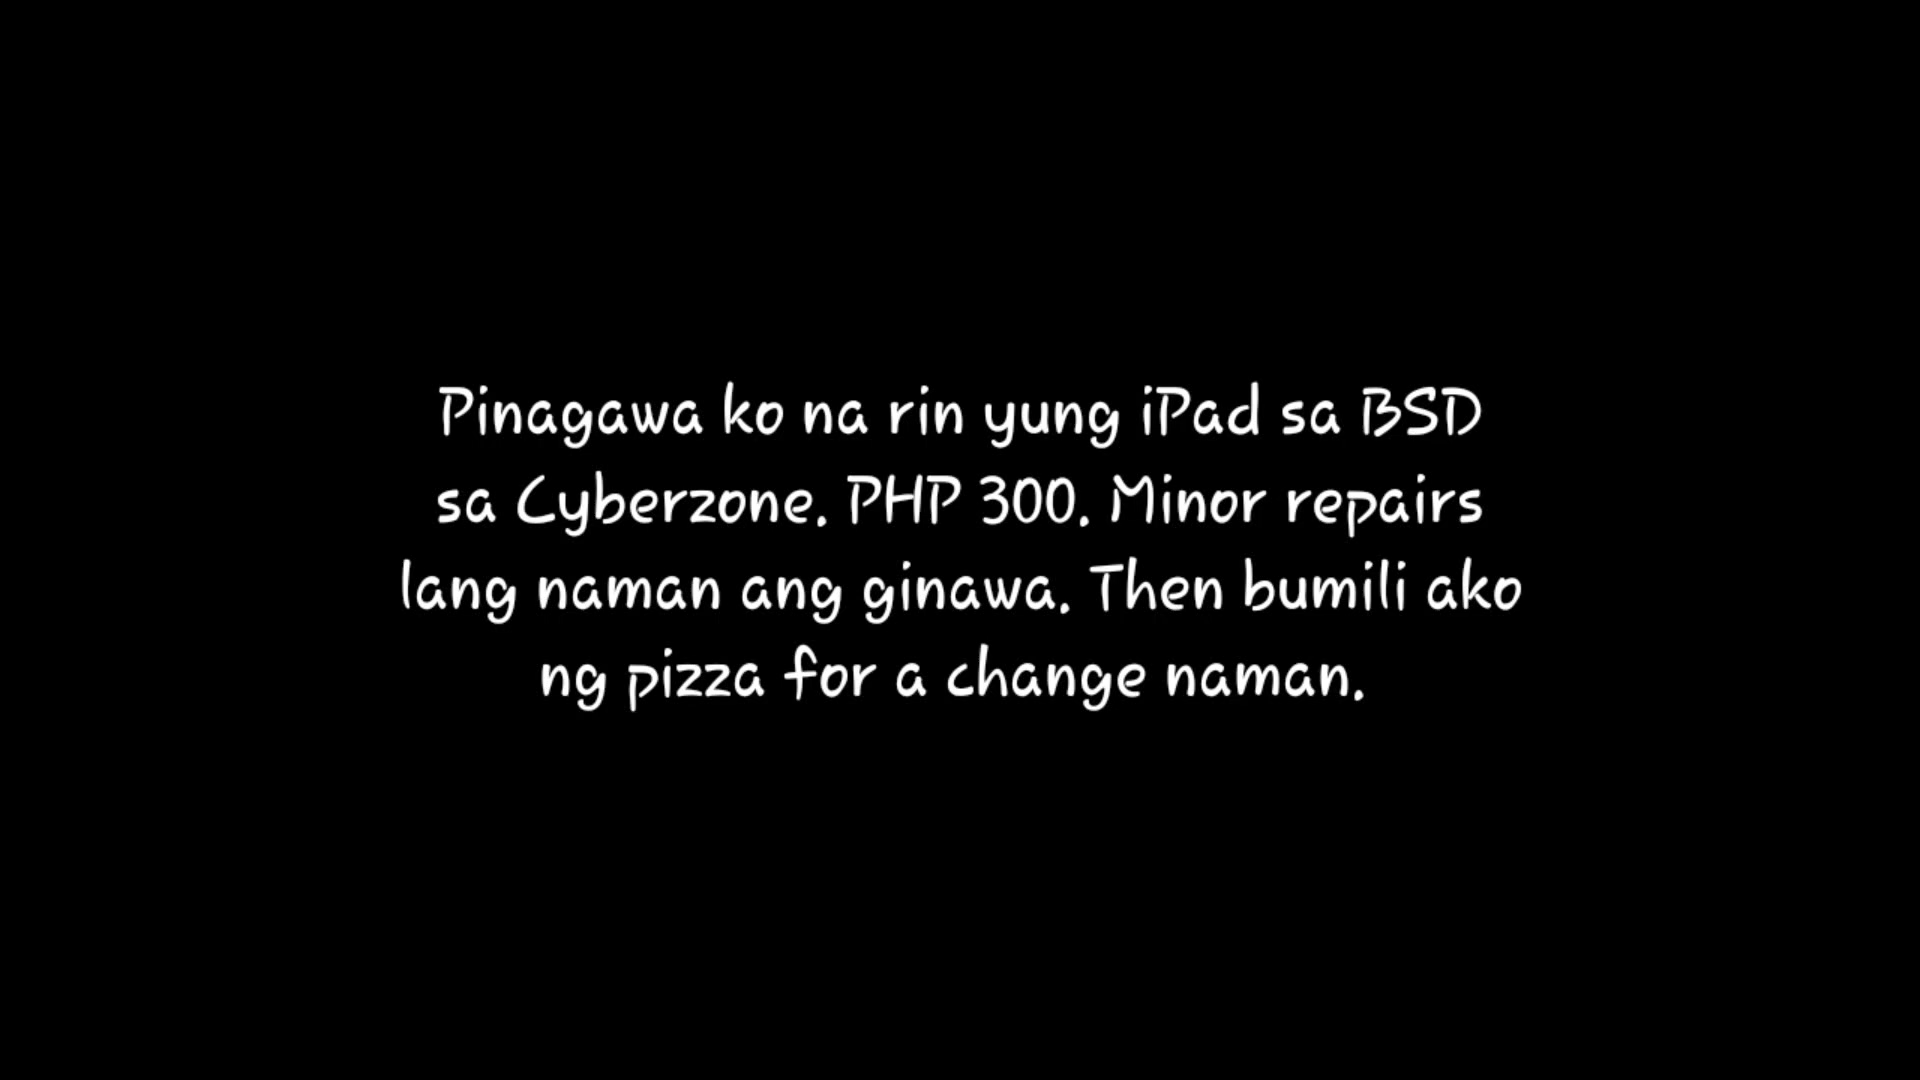 Pinagawa ko na rin yung iPad sa BSD
sa Cyberzone. PHP 300. Minor repairs
lang naman ang ginawa. Then bumili ako
ng pizza for a change naman.